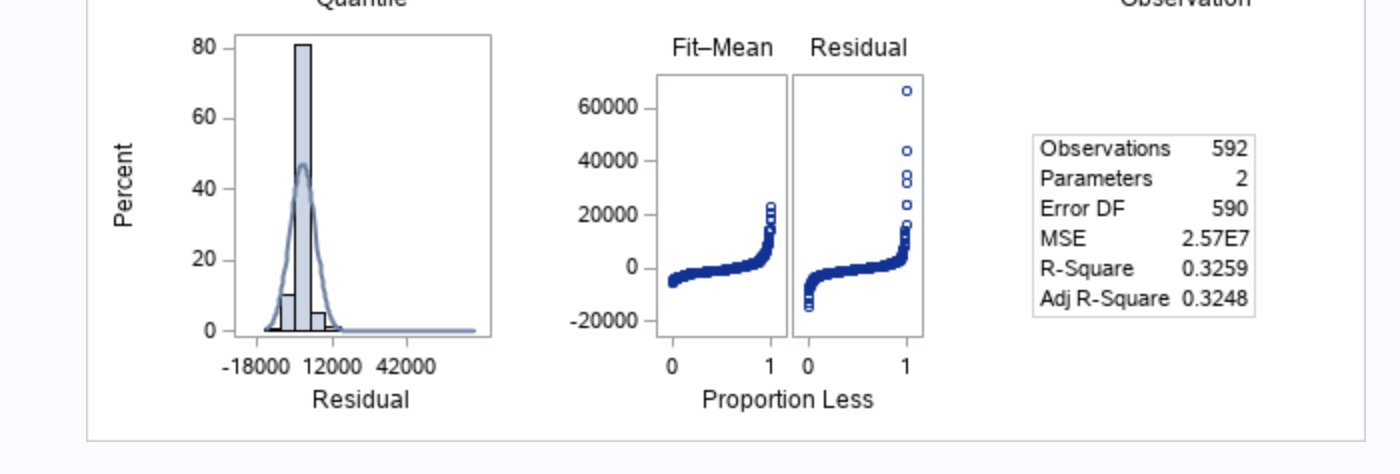 Quantile
Observation
80
60
40
20
0
Percent
-18000 12000 42000
Residual
Fit–Mean Residual
60000
40000
20000
0
-20000
0 1 0 1
Proportion Less
Observations 592
Parameters 2
Error DF 590
MSE 2.57E7
R-Square 0.3259
Adj R-Square 0.3248